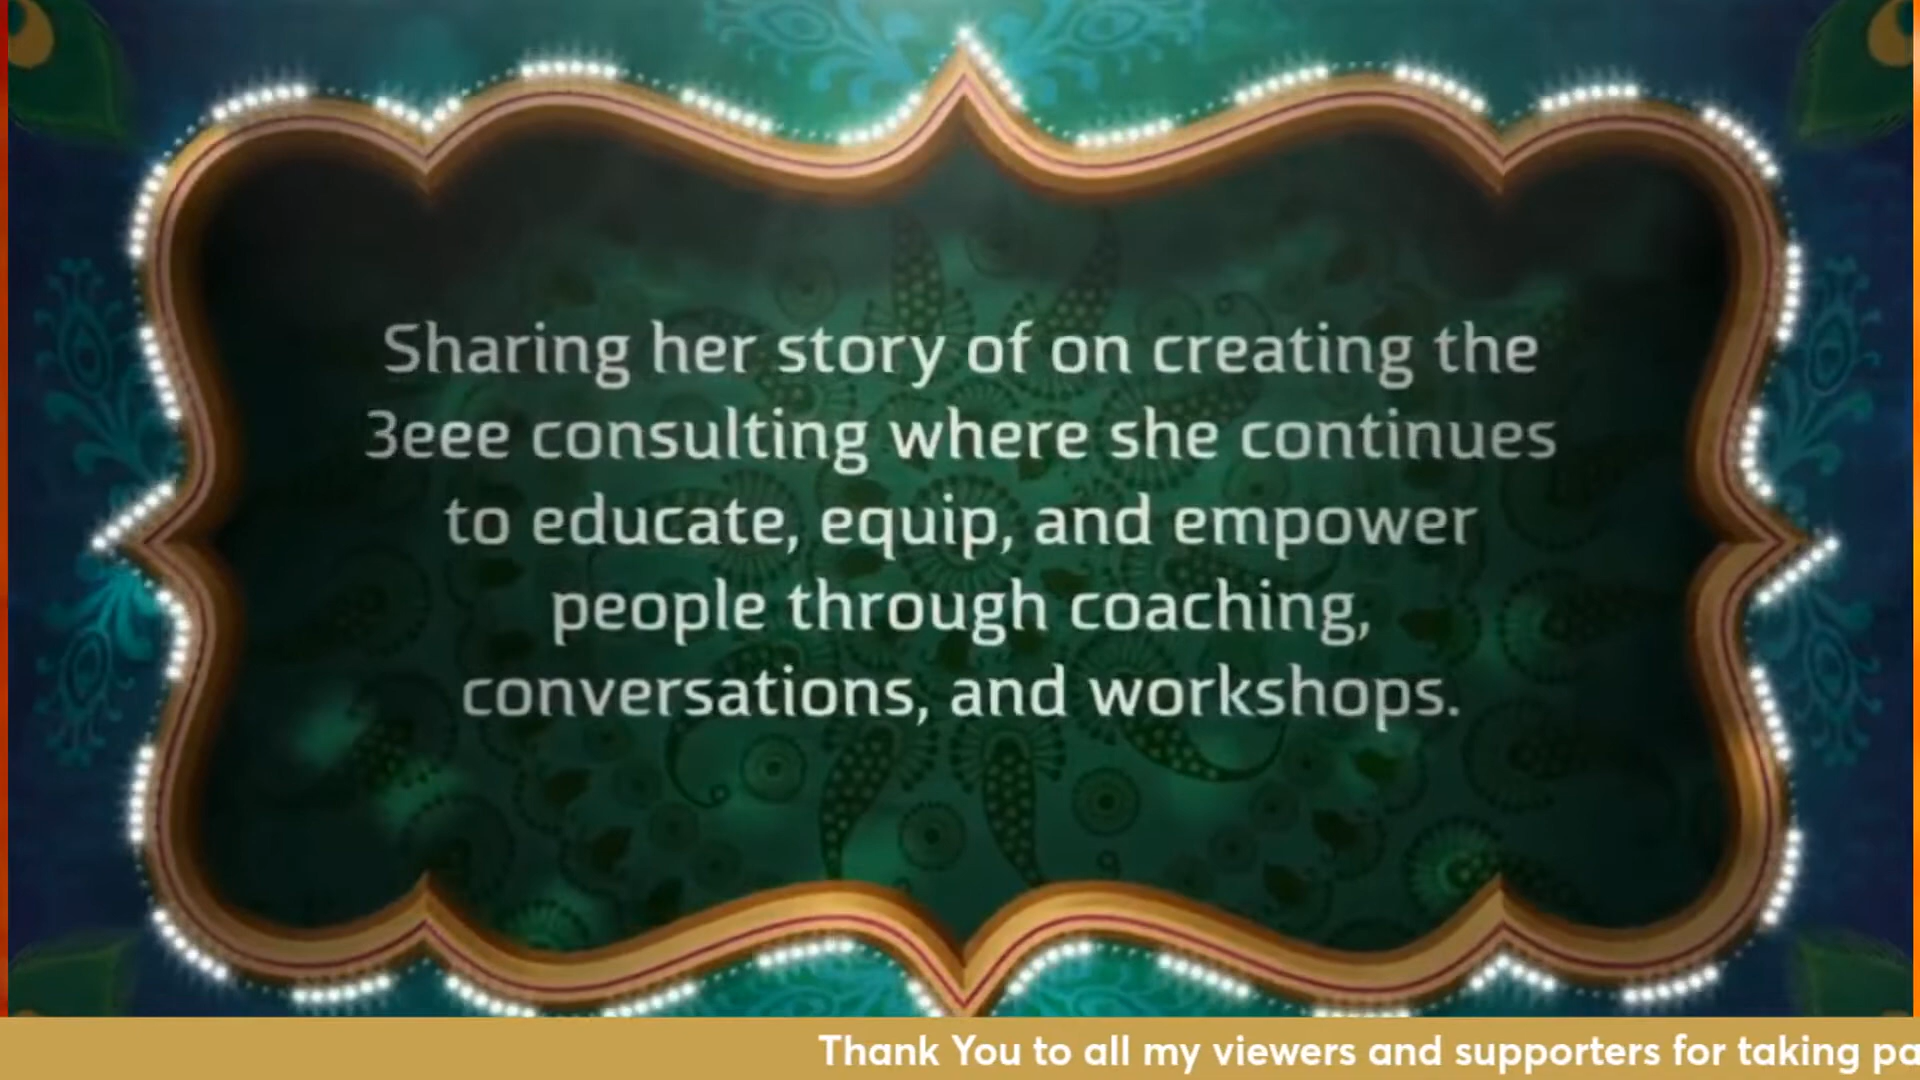 Sharing her story of on creating the
3eee consulting where she continues
to educate, equip, and empower
people through coaching,
conversations, and workshops.
Thank You to all my viewers and supporters for taking